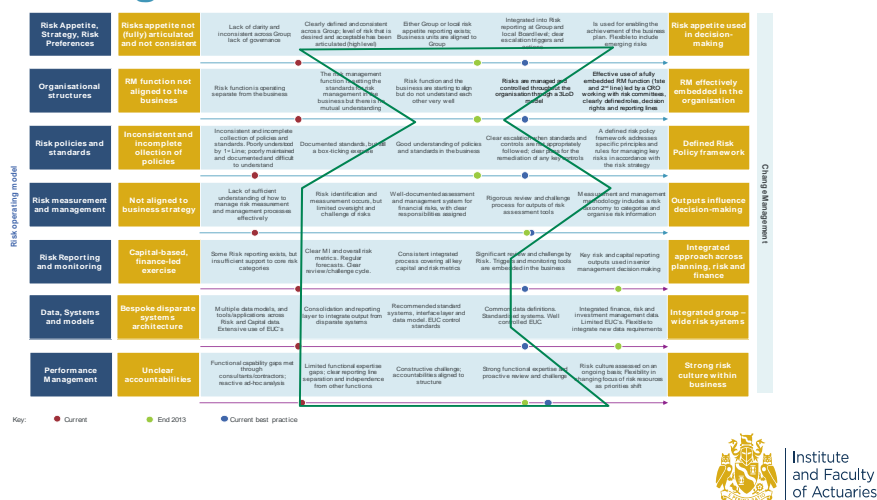 Risk Appetite,
Strategy, Risk
Preferences
Risks appetite not
(fully) articulated
and not consistent
Lack of clarity and
inconsistent across Group
lack of governance
Clearly defined and consistent
across Group; level of risk that is
desired and acceptable has been
articulated (high level)
Either Group or local risk
appetite reporting exists;
Business units are aligned to
Group
Integrated into Risk
reporting at Group and
local Board level; clear
escalation triggers and
actions
Is used for enabling the
achievement of the business
plan. Flexible to include
emerging risks
Risk appetite used
in decision-
making
Organisational
structures
RM function not
aligned to the
business
Risk function is operating
separate from the business
The risk management
function is setting the
standards for risk
management in the
business but there is no
mutual understanding
Risk function and the
business are starting to align
but do not understand each
other very well
Risks are managed and
controlled throughout the
organisation through a 3LoD
model
Effective use of a fully
embedded RM function (1ste
and 2nd line) led by a CRO
working with risk committees,
clearly defined roles, decision
rights and reporting lines
RM effectively
embedded in the
organisation
Risk policies and
standards
Inconsistent and
incomplete
collection of
policies
Inconsistent and incomplete
collection of policies and
standards. Poorly understood
by 1st Line; poorly maintained
and documented and difficult
to understand
Documented standards, but still
a box-ticking exercise
Good understanding of policies
and standards in the business
Clear escalation when standards and
controls are not appropriately
followed; clear plans for the
remediation of any key controls
A defined risk policy
framework addresses
specific principles and
rules for managing key
risks in accordance with
the risk strategy
Defined Risk
Policy framework
Risk measurement
and management
Not aligned to
business strategy
Lack of sufficient
understanding of how to
manage risk measurement
and management processes
effectively
Risk identification and
measurement occurs, but
limited oversight and
challenge of risks
Well-documented assessment
and management system for
financial risks, with clear
responsibilities assigned
Rigorous review and challenge
process for outputs of risk
assessment tools
Measurement and management
methodology includes a risk
taxonomy to categorise and
organise risk information
Outputs influence
decision-making
Risk Reporting
and monitoring
Capital-based,
finance-led
exercise
Some Risk reporting exists, but
insufficient support to core risk
categories
Clear MI and overall risk
metrics. Regular
forecasts. Clear
review/challenge cycle.
Consistent integrated
process covering all key
capital and risk metrics
Significant review and challenge by
Risk. Triggers and monitoring tools
are embedded in the business
Key risk and capital reporting
outputs used in senior
management decision making
Integrated
approach across
planning, risk and
finance
Data, Systems
and models
Bespoke disparate
systems
architecture
Multiple data models, and
tools/applications across
Risk and Capital data.
Extensive use of EUC's
Consolidation and reporting
layer to integrate output from
disparate systems
Recommended standard
systems, interface layer and
data model. EUC control
standards
Common data definitions.
Standardised systems. Well
controlled EUC
Integrated finance, risk and
investment management data.
Limited EUC's. Flexible to
integrate new data requirements
Integrated group –
wide risk systems
Performance
Management
Unclear
accountabilities
Functional capability gaps met
through
consultants/contractors;
reactive ad-hoc analysis
Limited functional expertise
gaps; clear reporting line
separation and independence
from other functions
Constructive challenge;
accountabilities aligned to
structure
Strong functional expertise and
proactive review and challenge
Risk culture assessed on an
ongoing basis; Flexibility in
changing focus of risk resources
as priorities shift
Strong risk
culture within
business
Risk operating model
Change Management
Key:
Current
End 2013
Current best practice
Institute
and Faculty
of Actuaries